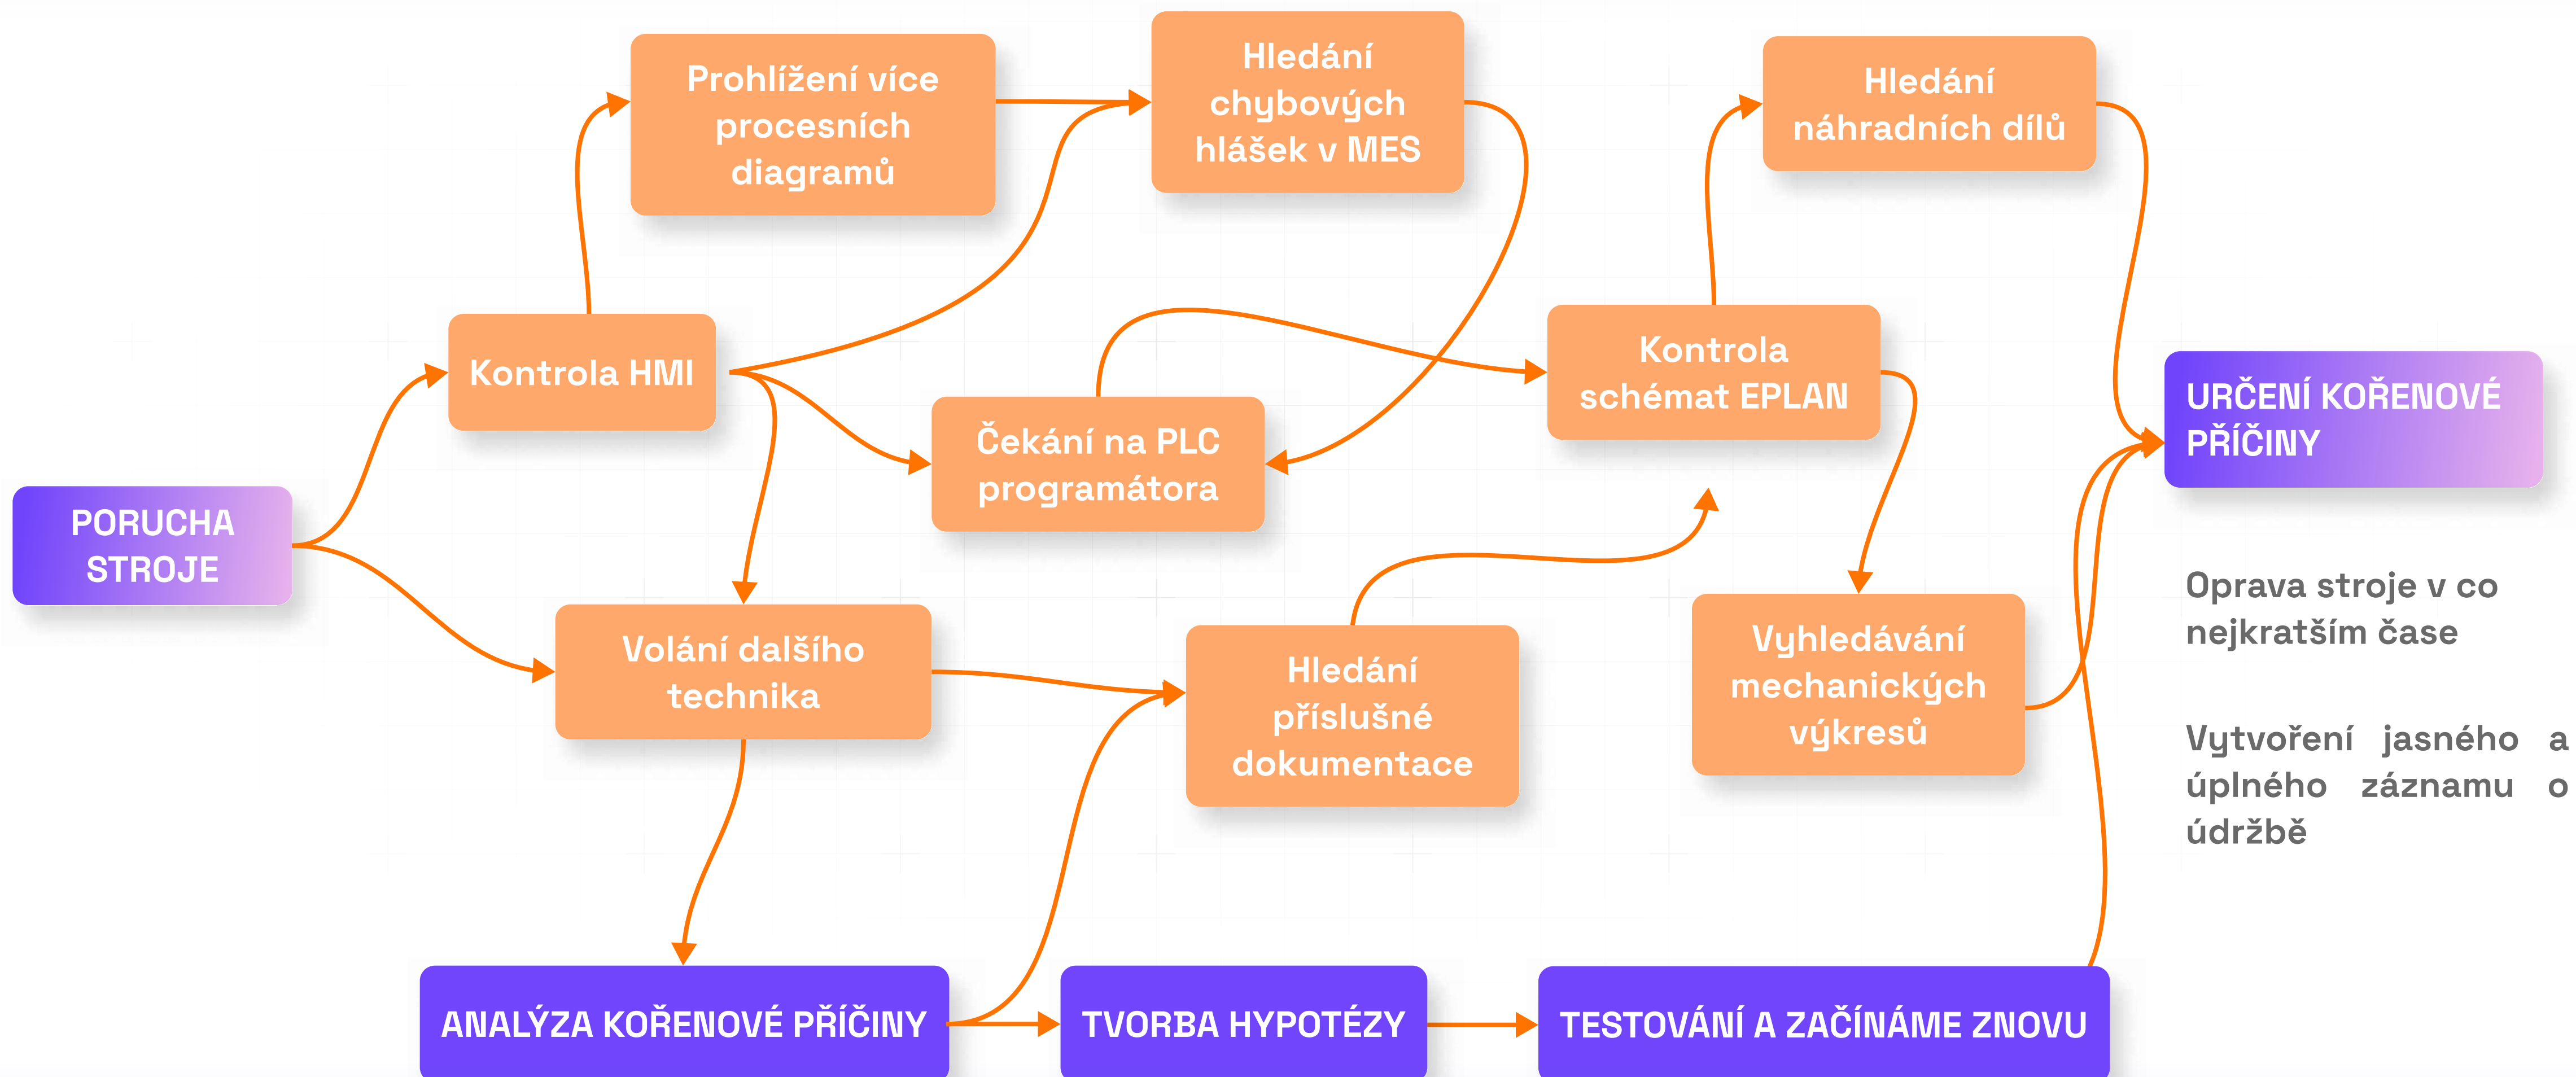 Prohlížení více
procesních
diagramů
Hledání
chybových
hlášek v MES
Hledání
náhradních dílů
Kontrola HMI
Čekání na PLC
programátora
Kontrola
schémat EPLAN
URČENÍ KOŘENOVÉ
PŘÍČINY
PORUCHA
STROJE
Volání dalšího
technika
Hledání
příslušné
dokumentace
Vyhledávání
mechanických
výkresů
Oprava stroje v co
nejkratším čase
Vytvoření jasného a
úplného záznamu o
údržbě
ANALÝZA KOŘENOVÉ PŘÍČINY
TVORBA HYPOTÉZY
TESTOVÁNÍ A ZAČÍNÁME ZNOVU